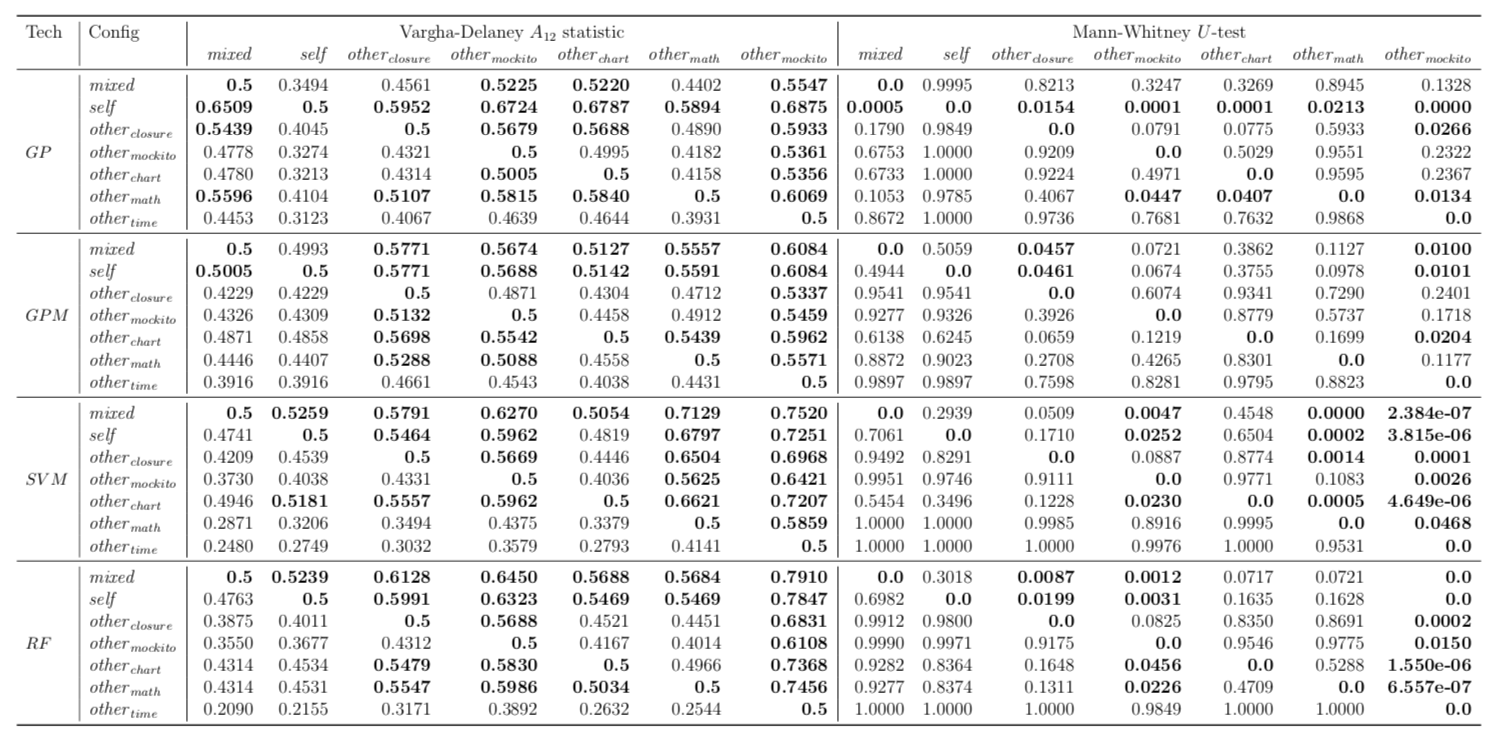 Tech Config Vargha-Delaney A12 statistic Mann-Whitney U-test
mixed self other closure other mockito other chart other math other mockito mixed self other closure other mockito other chart other math other mockito
mixed 0.5 0.3494 0.4561 0.5225 0.5220 0.4402 0.5547 0.0 0.9995 0.8213 0.3247 0.3269 0.8945 0.1328
self 0.6509 0.5 0.5952 0.6724 0.6787 0.5894 0.6875 0.0005 0.0 0.0154 0.0001 0.0001 0.0213 0.0000
other closure 0.5439 0.4045 0.5 0.5679 0.5688 0.4890 0.5933 0.1790 0.9849 0.0 0.0791 0.0775 0.5933 0.0266
GP other mockito 0.4778 0.3274 0.4321 0.5 0.4995 0.4182 0.5361 0.6753 1.0000 0.9209 0.0 0.5029 0.9551 0.2322
other chart 0.4780 0.3213 0.4314 0.5005 0.5 0.4158 0.5356 0.6733 1.0000 0.9224 0.4971 0.0 0.9595 0.2367
other math 0.5596 0.4104 0.5107 0.5815 0.5840 0.5 0.6069 0.1053 0.9785 0.4067 0.0447 0.0407 0.0 0.0134
other time 0.4453 0.3123 0.4067 0.4639 0.4644 0.3931 0.5 0.8672 1.0000 0.9736 0.7681 0.7632 0.9868 0.0
mixed 0.5 0.4993 0.5771 0.5674 0.5127 0.5557 0.6084 0.0 0.5059 0.0457 0.0721 0.3862 0.1127 0.0100
self 0.5005 0.5 0.5771 0.5688 0.5142 0.5591 0.6084 0.4944 0.0 0.0461 0.0674 0.3755 0.0978 0.0101
other closure 0.4229 0.4229 0.5 0.4871 0.4304 0.4712 0.5337 0.9541 0.9541 0.0 0.6074 0.9341 0.7290 0.2401
GPM other mockito 0.4326 0.4309 0.5132 0.5 0.4458 0.4912 0.5459 0.9277 0.9326 0.3926 0.0 0.8779 0.5737 0.1718
other chart 0.4871 0.4858 0.5698 0.5542 0.5 0.5439 0.5962 0.6138 0.6245 0.0659 0.1219 0.0 0.1699 0.0204
other math 0.4446 0.4407 0.5288 0.5088 0.4558 0.5 0.5571 0.8872 0.9023 0.2708 0.4265 0.8301 0.0 0.1177
other time 0.3916 0.3916 0.4661 0.4543 0.4038 0.4431 0.5 0.9897 0.9897 0.7598 0.8281 0.9795 0.8823 0.0
mixed 0.5 0.5259 0.5791 0.6270 0.5054 0.7129 0.7520 0.0 0.2939 0.0509 0.0047 0.4548 0.0000 2.384e-07
self 0.4741 0.5 0.5464 0.5962 0.4819 0.6797 0.7251 0.7061 0.0 0.1710 0.0252 0.6504 0.0002 3.815e-06
other closure 0.4209 0.4539 0.5 0.5669 0.4446 0.6504 0.6968 0.9492 0.8291 0.0 0.0887 0.8774 0.0014 0.0001
SVM other mockito 0.3730 0.4038 0.4331 0.5 0.4036 0.5625 0.6421 0.9951 0.9746 0.9111 0.0 0.9771 0.1083 0.0026
other chart 0.4946 0.5181 0.5557 0.5962 0.5 0.6621 0.7207 0.5454 0.3496 0.1228 0.0230 0.0 0.0005 4.649e-06
other math 0.2871 0.3206 0.3494 0.4375 0.3379 0.5 0.5859 1.0000 1.0000 0.9985 0.8916 0.9995 0.0 0.0468
other time 0.2480 0.2749 0.3032 0.3579 0.2793 0.4141 0.5 1.0000 1.0000 1.0000 0.9976 1.0000 0.9531 0.0
mixed 0.5 0.5239 0.6128 0.6450 0.5688 0.5684 0.7910 0.0 0.3018 0.0087 0.0012 0.0717 0.0721 0.0
self 0.4763 0.5 0.5991 0.6323 0.5469 0.5469 0.7847 0.6982 0.0 0.0199 0.0031 0.1635 0.1628 0.0
other closure 0.3875 0.4011 0.5 0.5688 0.4521 0.4451 0.6831 0.9912 0.9800 0.0 0.0825 0.8350 0.8691 0.0002
RF other mockito 0.3550 0.3677 0.4312 0.5 0.4167 0.4014 0.6108 0.9990 0.9971 0.9175 0.0 0.9546 0.9775 0.0150
other chart 0.4314 0.4534 0.5479 0.5830 0.5 0.4966 0.7368 0.9282 0.8364 0.1648 0.0456 0.0 0.5288 1.550e-06
other math 0.4314 0.4531 0.5547 0.5986 0.5034 0.5 0.7456 0.9277 0.8374 0.1311 0.0226 0.4709 0.0 6.557e-07
other time 0.2090 0.2155 0.3171 0.3892 0.2632 0.2544 0.5 1.0000 1.0000 1.0000 0.9849 1.0000 1.0000 0.0